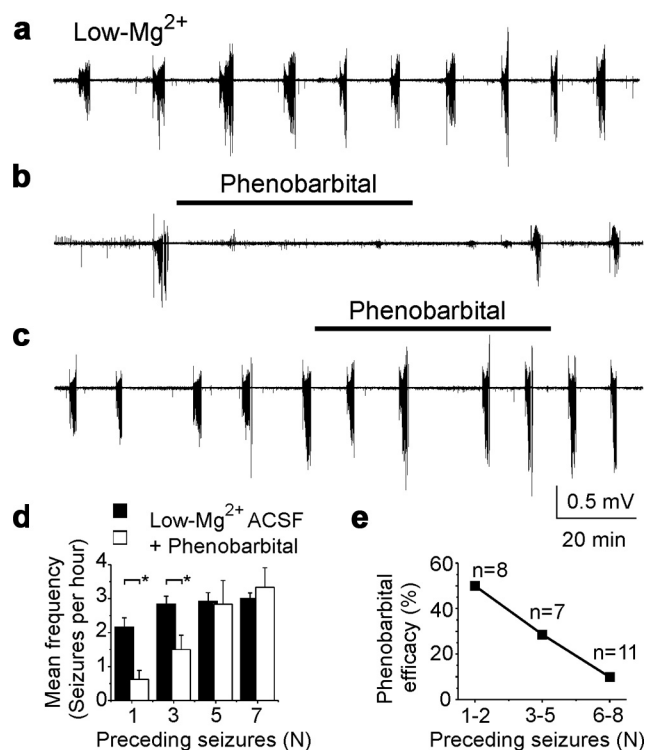 a Low-Mg²⁺
b Phenobarbital
Phenobarbital
c
0.5 mV
20 min
d Low-Mg²⁺ ACSF
+ Phenobarbital
Mean frequency
(Seizures per hour)
4
3
2
1
0
* *
1 3 5 7
Preceding seizures (N)
e
Phenobarbital
efficacy (%)
60
40
20
0
n=8
n=7
n=11
1-2 3-5 6-8
Preceding seizures (N)